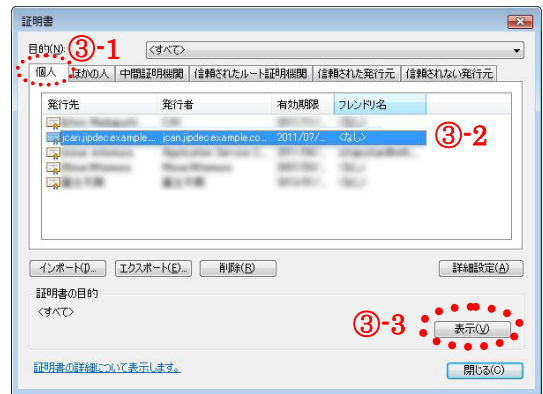 証明書
目的(N): <すべて>
③-1
個人 ほかの人 中間証明機関 信頼されたルート証明機関 信頼された発行元 信頼されない発行元
発行先 発行者 有効期限 フレンドリ名
jcan.jipdec.example... jcan.jipdec.example.co... 2011/07/... <なし>
③-2
インポート(I)... エクスポート(E)... 削除(R) 詳細設定(A)
証明書の目的
<すべて>
③-3
表示(V)
証明書の詳細について表示します。
閉じる(C)